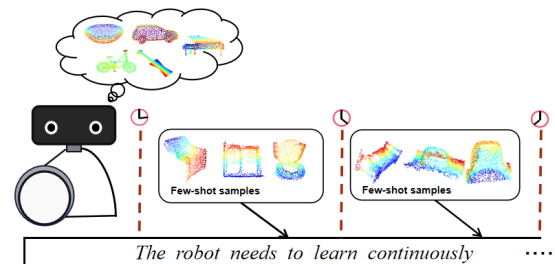 Few-shot samples
Few-shot samples
The robot needs to learn continuously ....